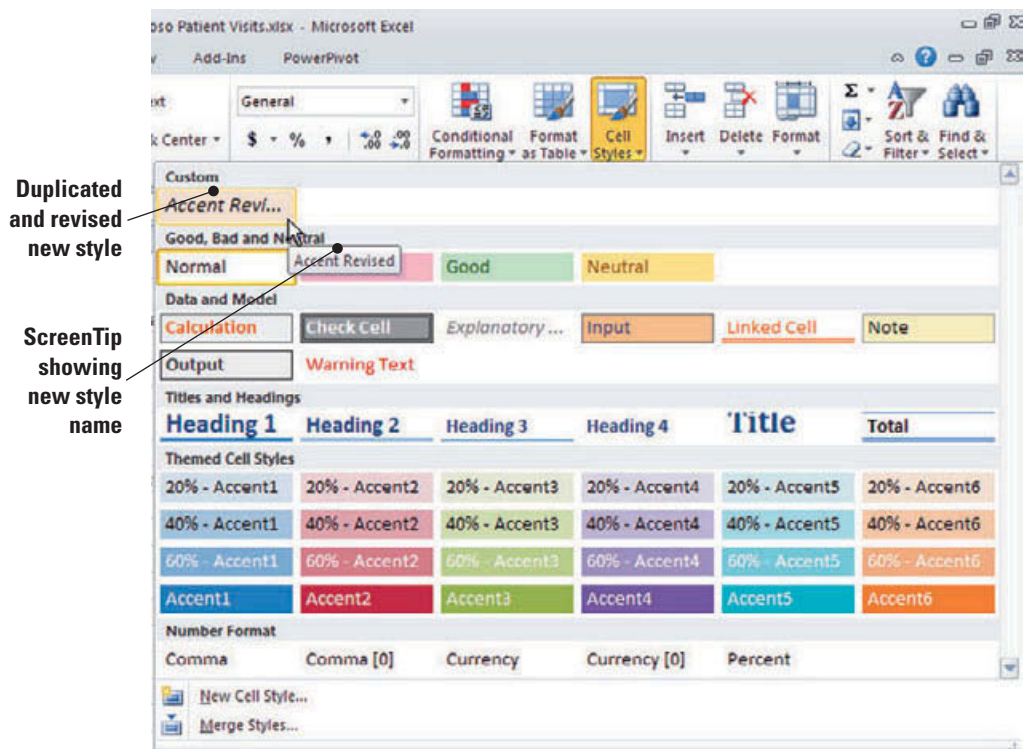 oso Patient Visits.xlsx - Microsoft Excel
Add-Ins PowerPivot
General
Center
$ % , .00 .00
Conditional Formatting
Format as Table
Cell Styles
Insert
Delete
Format
Σ
Sort & Filter
Find & Select
Custom
Accent Revi...
Duplicated
and revised
new style
Good, Bad and Neutral
Accent Revised
Normal Good Neutral
Data and Model
Calculation Check Cell Explanatory ... Input Linked Cell Note
ScreenTip
showing
new style
name
Output Warning Text
Titles and Headings
Heading 1 Heading 2 Heading 3 Heading 4 Title Total
Themed Cell Styles
20% - Accent1 20% - Accent2 20% - Accent3 20% - Accent4 20% - Accent5 20% - Accent6
40% - Accent1 40% - Accent2 40% - Accent3 40% - Accent4 40% - Accent5 40% - Accent6
60% - Accent1 60% - Accent2 60% - Accent3 60% - Accent4 60% - Accent5 60% - Accent6
Accent1 Accent2 Accent3 Accent4 Accent5 Accent6
Number Format
Comma Comma [0] Currency Currency [0] Percent
New Cell Style...
Merge Styles...